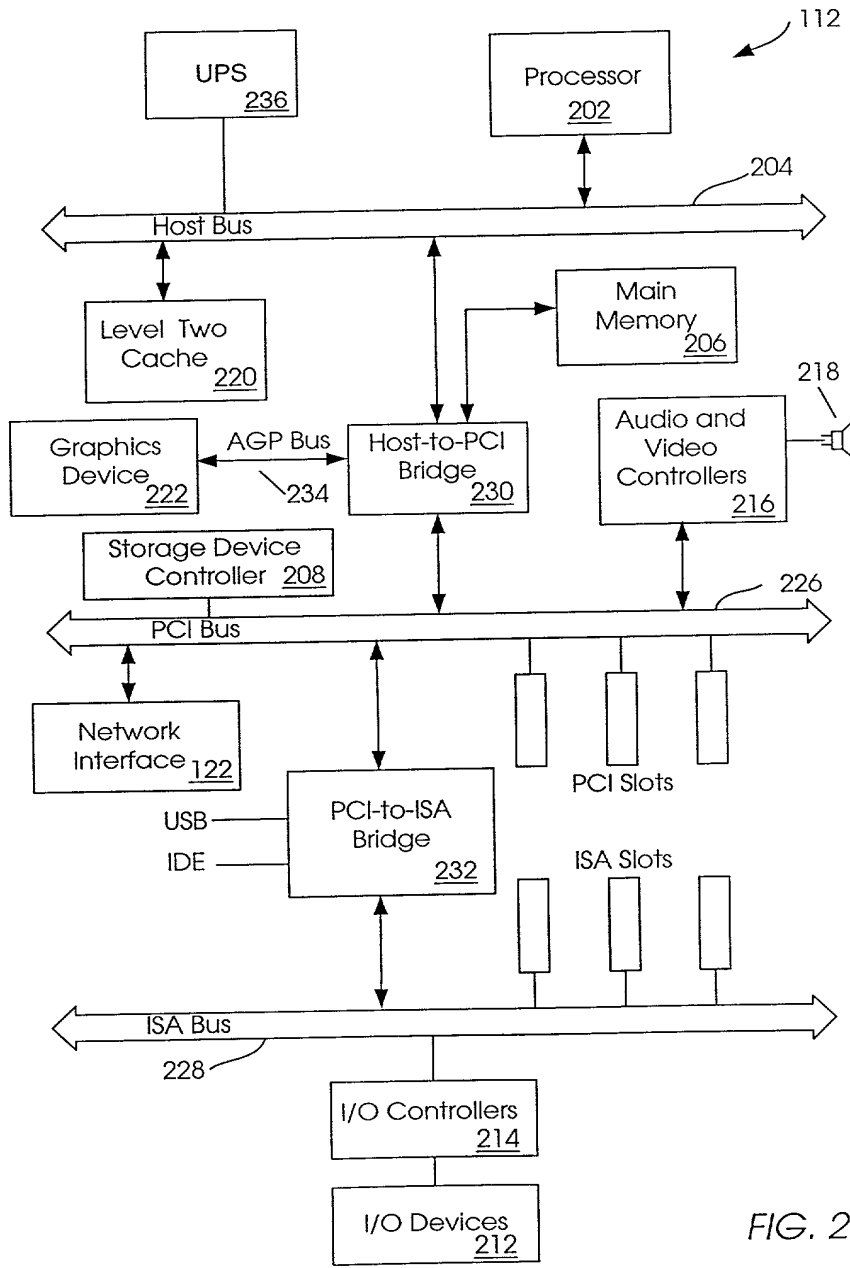 112
UPS
236
Processor
202
204
Host Bus
Level Two
Cache
220
Main
Memory
206
218
Graphics
Device
222
AGP Bus
234
Host-to-PCI
Bridge
230
Audio and
Video
Controllers
216
Storage Device
Controller 208
226
PCI Bus
Network
Interface 122
PCI Slots
USB
IDE
PCI-to-ISA
Bridge
232
ISA Slots
ISA Bus
228
I/O Controllers
214
I/O Devices
212
FIG. 2